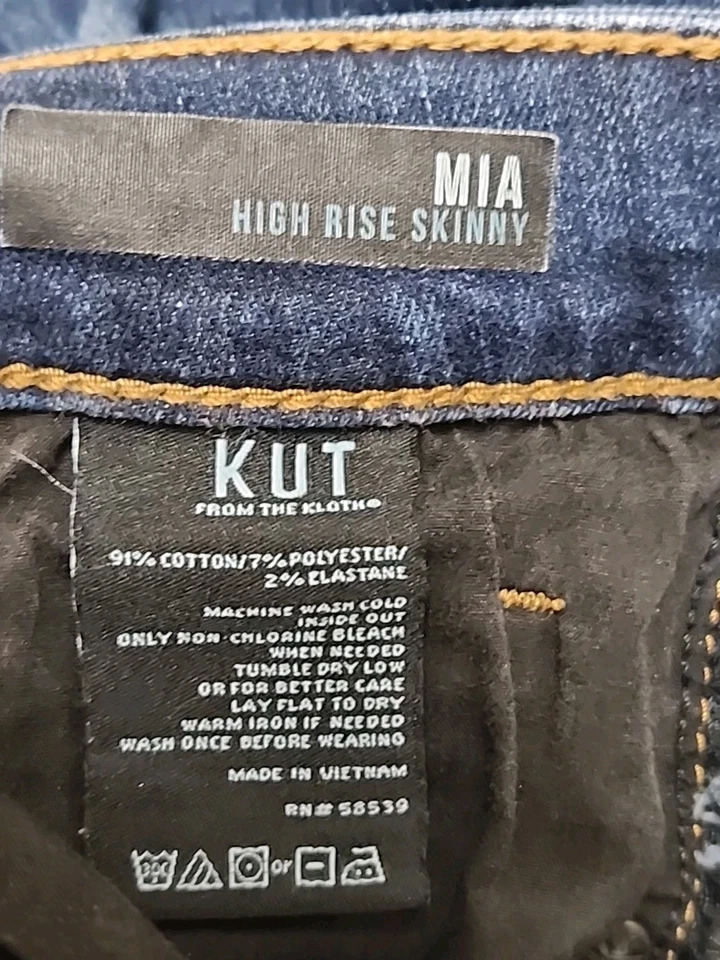 MIA
HIGH RISE SKINNY
KUT
FROM THE KLOTH®
91% COTTON/7% POLYESTER/
2% ELASTANE
MACHINE WASH COLD
INSIDE OUT
ONLY NON-CHLORINE BLEACH
WHEN NEEDED
TUMBLE DRY LOW
OR FOR BETTER CARE
LAY FLAT TO DRY
WARM IRON IF NEEDED
WASH ONCE BEFORE WEARING
MADE IN VIETNAM
RN# 58539
or